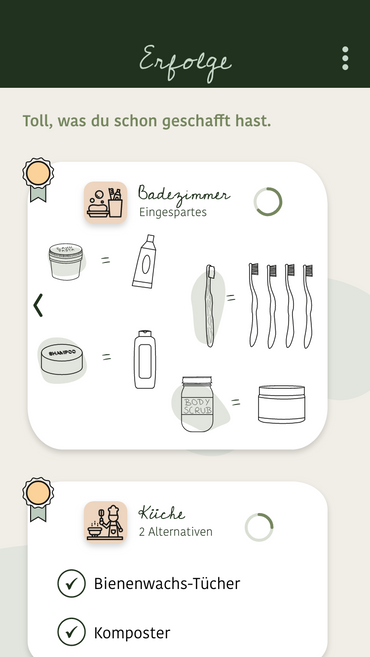 Erfolge
Toll, was du schon geschafft hast.
Badezimmer
Eingespartes
=
=
=
SHAMPOO
=
BODY
SCRUB
Küche
2 Alternativen
Bienenwachs-Tücher
Komposter